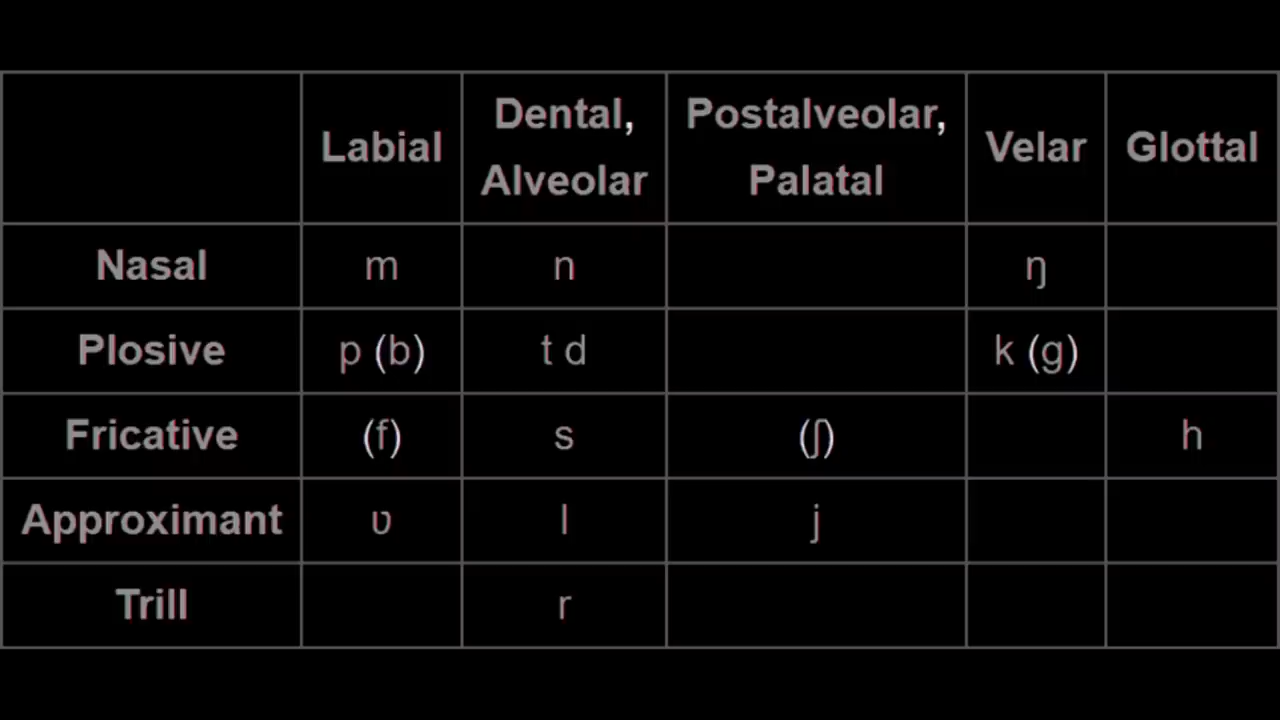 Labial Dental, Alveolar Postalveolar, Palatal Velar Glottal
Nasal m n ŋ
Plosive p (b) t d k (g)
Fricative (f) s (ʃ) h
Approximant ʋ l j
Trill r